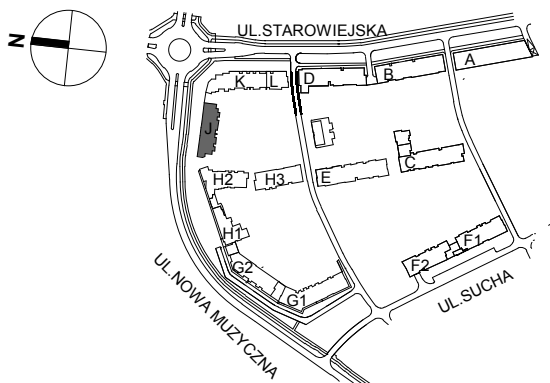 N
UL.STAROWIEJSKA
K
L
D
B
A
J
C
H2
H3
E
H1
F1
F2
G2
G1
UL.SUCHA
UL.NOWA MUZYCZNA